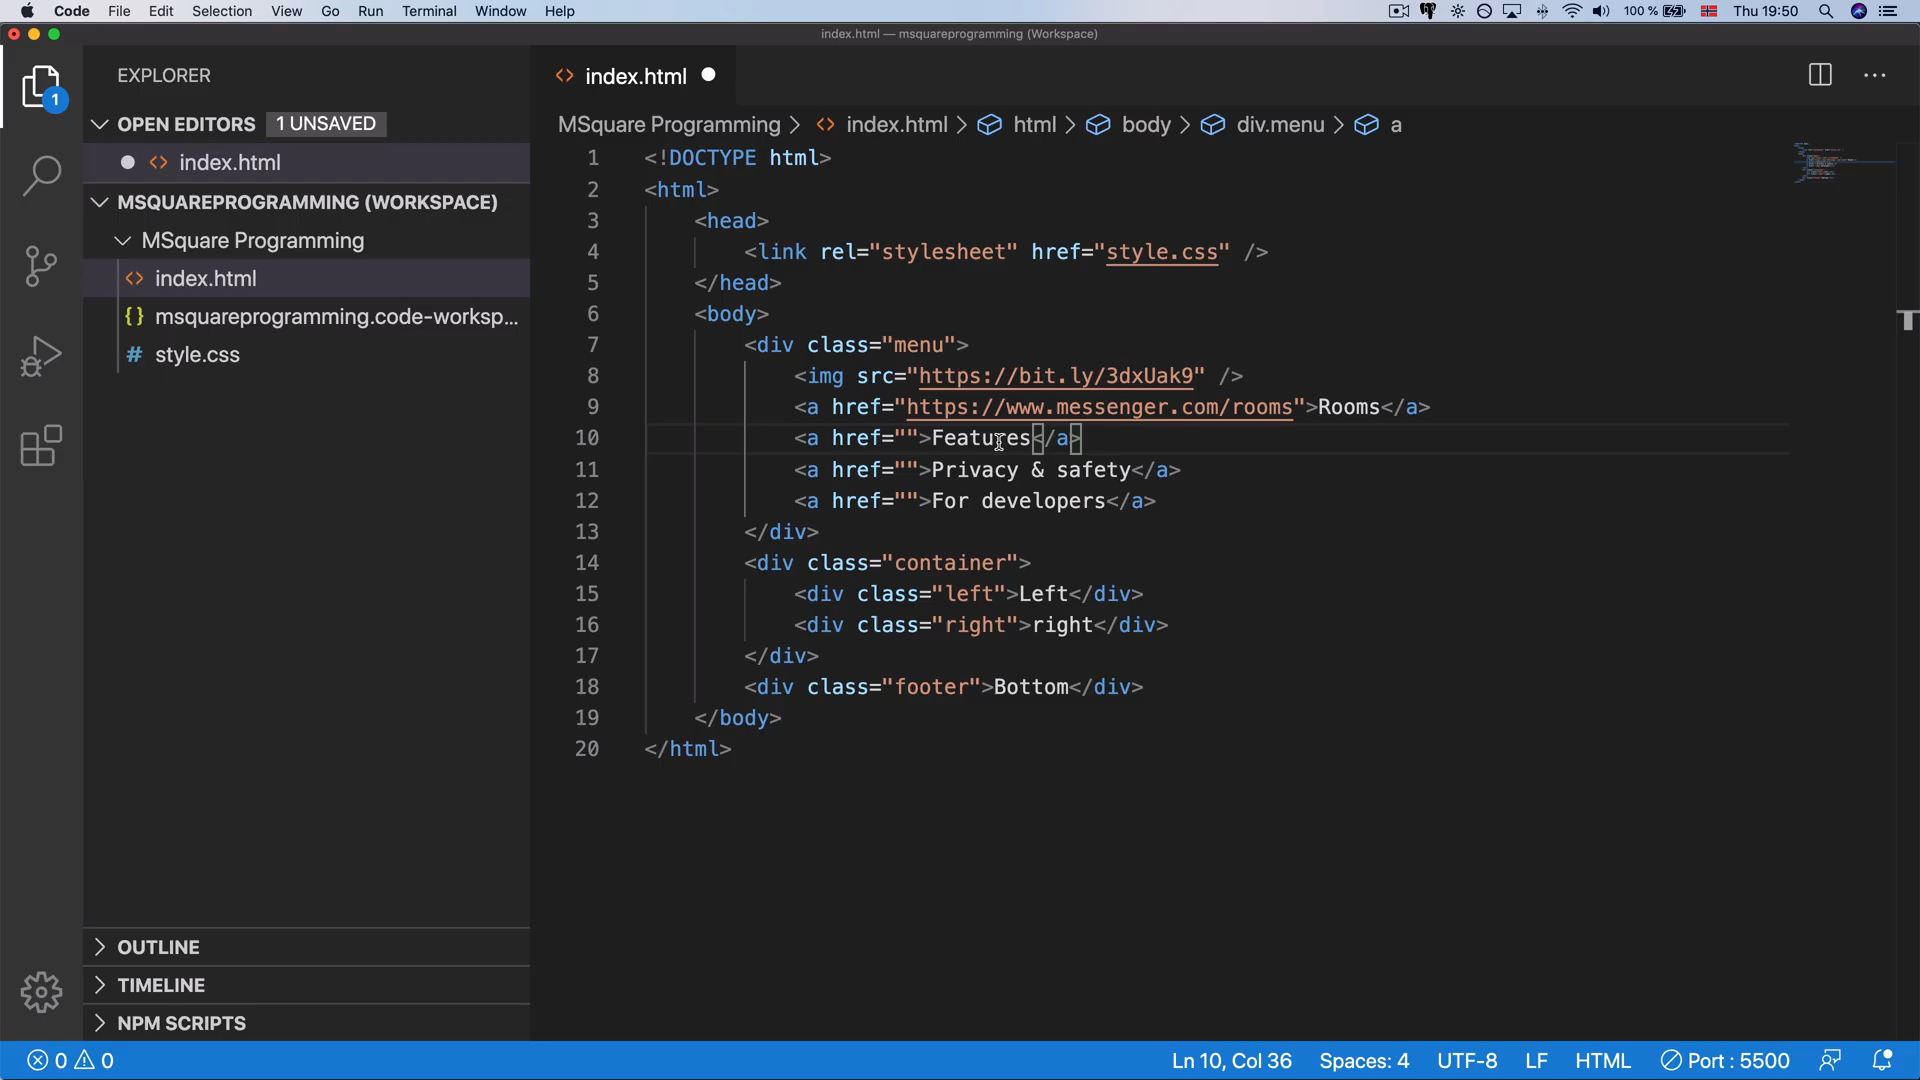 Code File Edit Selection View Go Run Terminal Window Help 100 % Thu 19:50
index.html — msquareprogramming (Workspace)
EXPLORER
OPEN EDITORS 1 UNSAVED
index.html
MSQUAREPROGRAMMING (WORKSPACE)
MSquare Programming
index.html
msquareprogramming.code-worksp...
style.css
OUTLINE
TIMELINE
NPM SCRIPTS
1
index.html
MSquare Programming > index.html > html > body > div.menu > a
1 <!DOCTYPE html>
2 <html>
3 <head>
4 <link rel="stylesheet" href="style.css" />
5 </head>
6 <body>
7 <div class="menu">
8 <img src="https://bit.ly/3dxUak9" />
9 <a href="https://www.messenger.com/rooms">Rooms</a>
10 <a href="">Features</a>
11 <a href="">Privacy & safety</a>
12 <a href="">For developers</a>
13 </div>
14 <div class="container">
15 <div class="left">Left</div>
16 <div class="right">right</div>
17 </div>
18 <div class="footer">Bottom</div>
19 </body>
20 </html>
0 0 Ln 10, Col 36 Spaces: 4 UTF-8 LF HTML Port : 5500